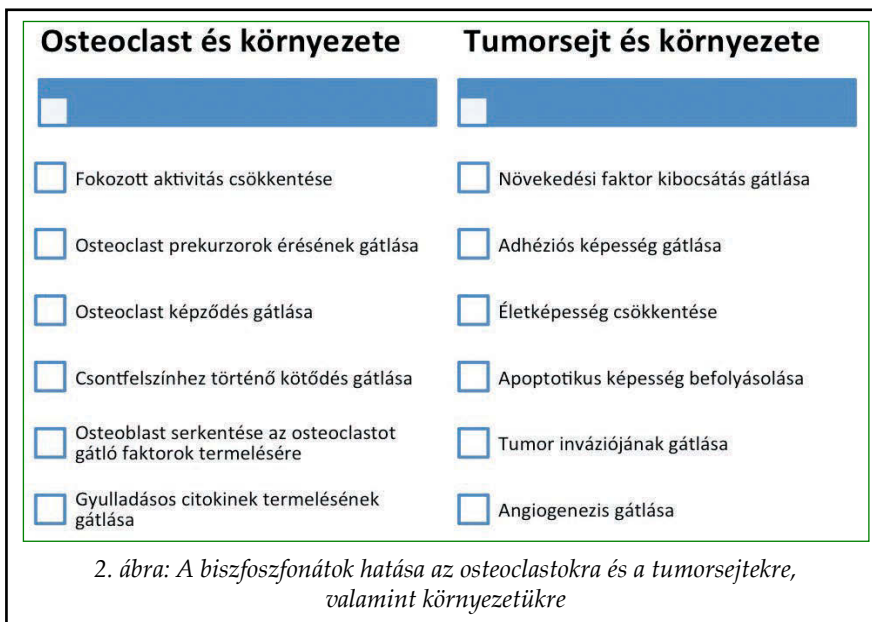 Osteoclast és környezete
Fokozott aktivitás csökkentése
Osteoclast prekurzorok érésének gátlása
Osteoclast képződés gátlása
Csontfelszínhez történő kötődés gátlása
Osteoblast serkentése az osteoclastot
gátló faktorok termelésére
Gyulladásos citokinek termelésének
gátlása
Tumorsejt és környezete
Növekedési faktor kibocsátás gátlása
Adhéziós képesség gátlása
Életképesség csökkentése
Apoptotikus képesség befolyásolása
Tumor inváziójának gátlása
Angiogenezis gátlása
2. ábra: A biszfoszfonátok hatása az osteoclastokra és a tumorsejtekre,
valamint környezetükre